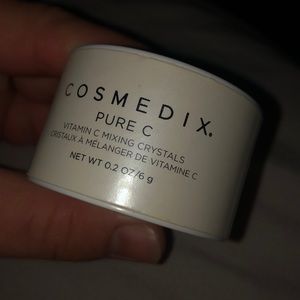 COSMEDIX.
PURE C
VITAMIN C MIXING CRYSTALS
CRISTAUX À MÉLANGER DE VITAMINE C
NET WT 0.2 OZ/6 g